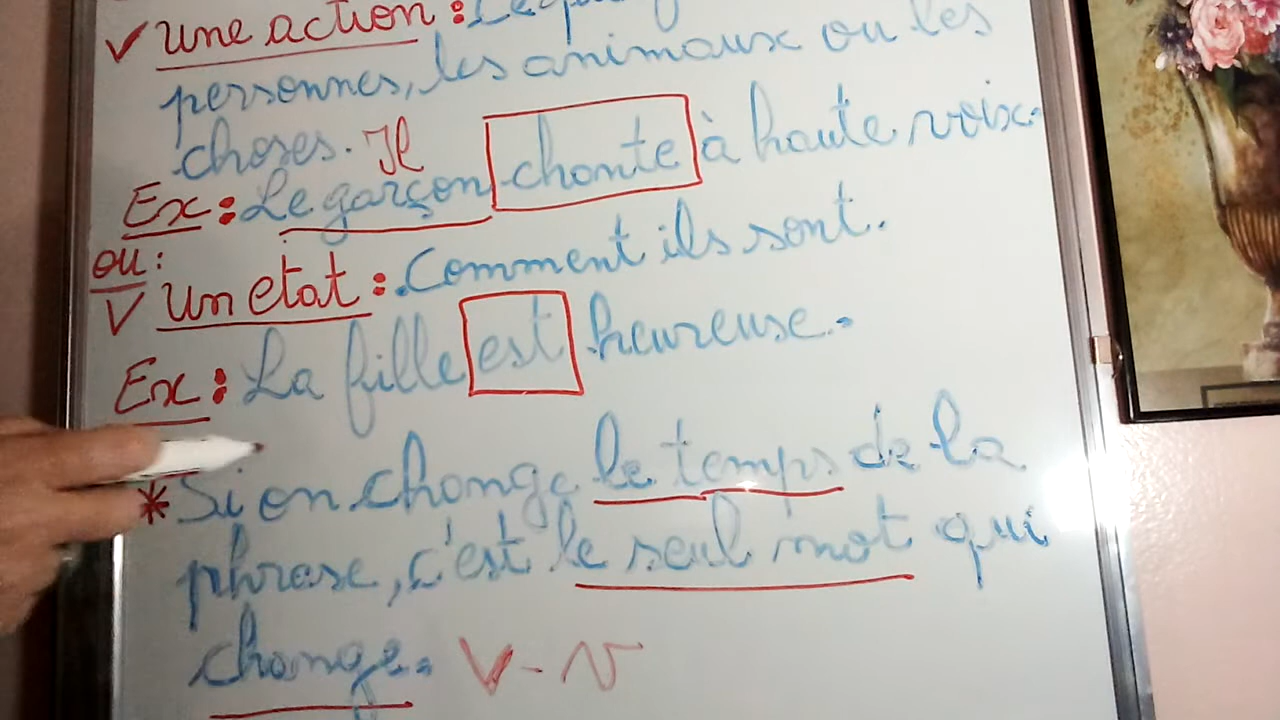 ✓ Une action :
personnes, les animaux ou les
choses. Il
Ex : Le garçon chante à haute voix.
ou :
V Un etat : Comment ils sont.
Ex : La fille est heureuse.
* Si on change le temps de la
phrase, c'est le seul mot qui
change. V - V